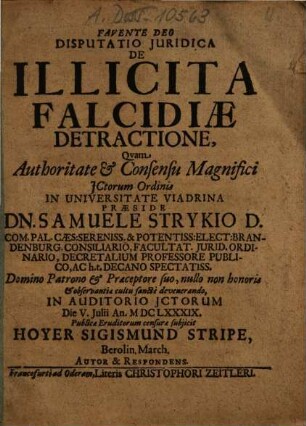 A. Diss. 10563
FAVENTE DEO
DISPUTATIO JURIDICA
DE
ILLICITA
FALCIDIÆ
DETRACTIONE,
Qvam
Authoritate & Consensu Magnifici
JCtorum Ordinis
IN UNIVERSITATE VIADRINA
PRÆSIDE
DN. SAMUELE STRYKIO D.
COM. PAL. CÆS. SERENISS. & POTENTISS: ELECT: BRAN-
DENBURG. CONSILIARIO, FACULTAT. JURID. ORDI-
NARIO, DECRETALIUM PROFESSORE PUBLI-
CO, AC h.t. DECANO SPECTATISS.
Domino Patrono & Præceptore suo, nullo non honoris
& observantia cultu sancté devenerando,
IN AUDITORIO JCTORUM
Die V. Julii An. M DC LXXXIX.
Publicæ Eruditorum censuræ subjicit
HOYER SIGISMUND STRIPE,
Berolin. March.
AUTOR & RESPONDENS.
Francofurti ad Oderam, Literis CHRISTOPHORI ZEITLERI.